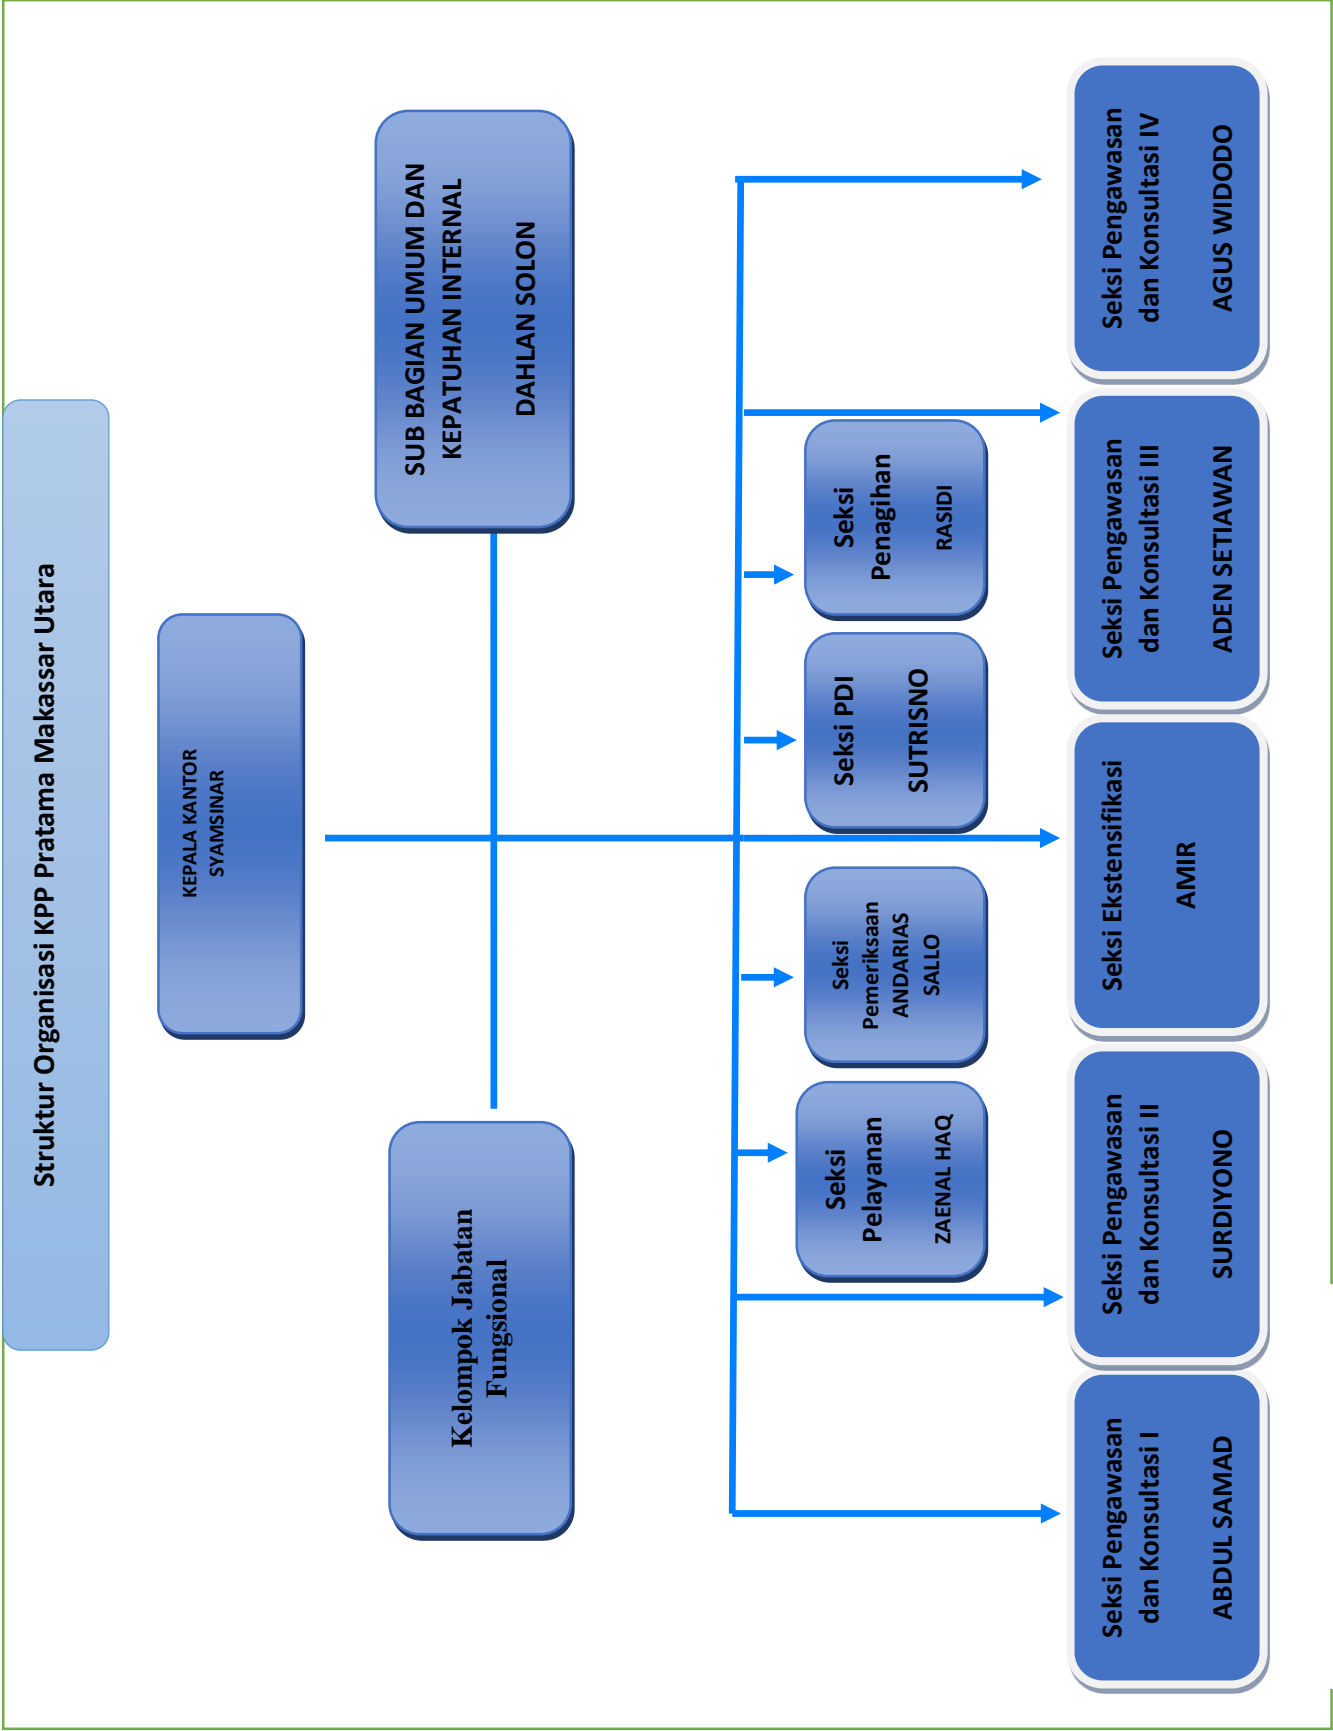 Struktur Organisasi KPP Pratama Makassar Utara
KEPALA KANTOR
SYAMSINAR
Kelompok Jabatan
Fungsional
SUB BAGIAN UMUM DAN
KEPATUHAN INTERNAL
DAHLAN SOLON
Seksi
Pelayanan
ZAENAL HAQ
Seksi
Pemeriksaan
ANDARIAS
SALLO
Seksi PDI
SUTRISNO
Seksi
Penagihan
RASIDI
Seksi Pengawasan
dan Konsultasi I
ABDUL SAMAD
Seksi Pengawasan
dan Konsultasi II
SURDIYONO
Seksi Ekstensifikasi
AMIR
Seksi Pengawasan
dan Konsultasi III
ADEN SETIAWAN
Seksi Pengawasan
dan Konsultasi IV
AGUS WIDODO